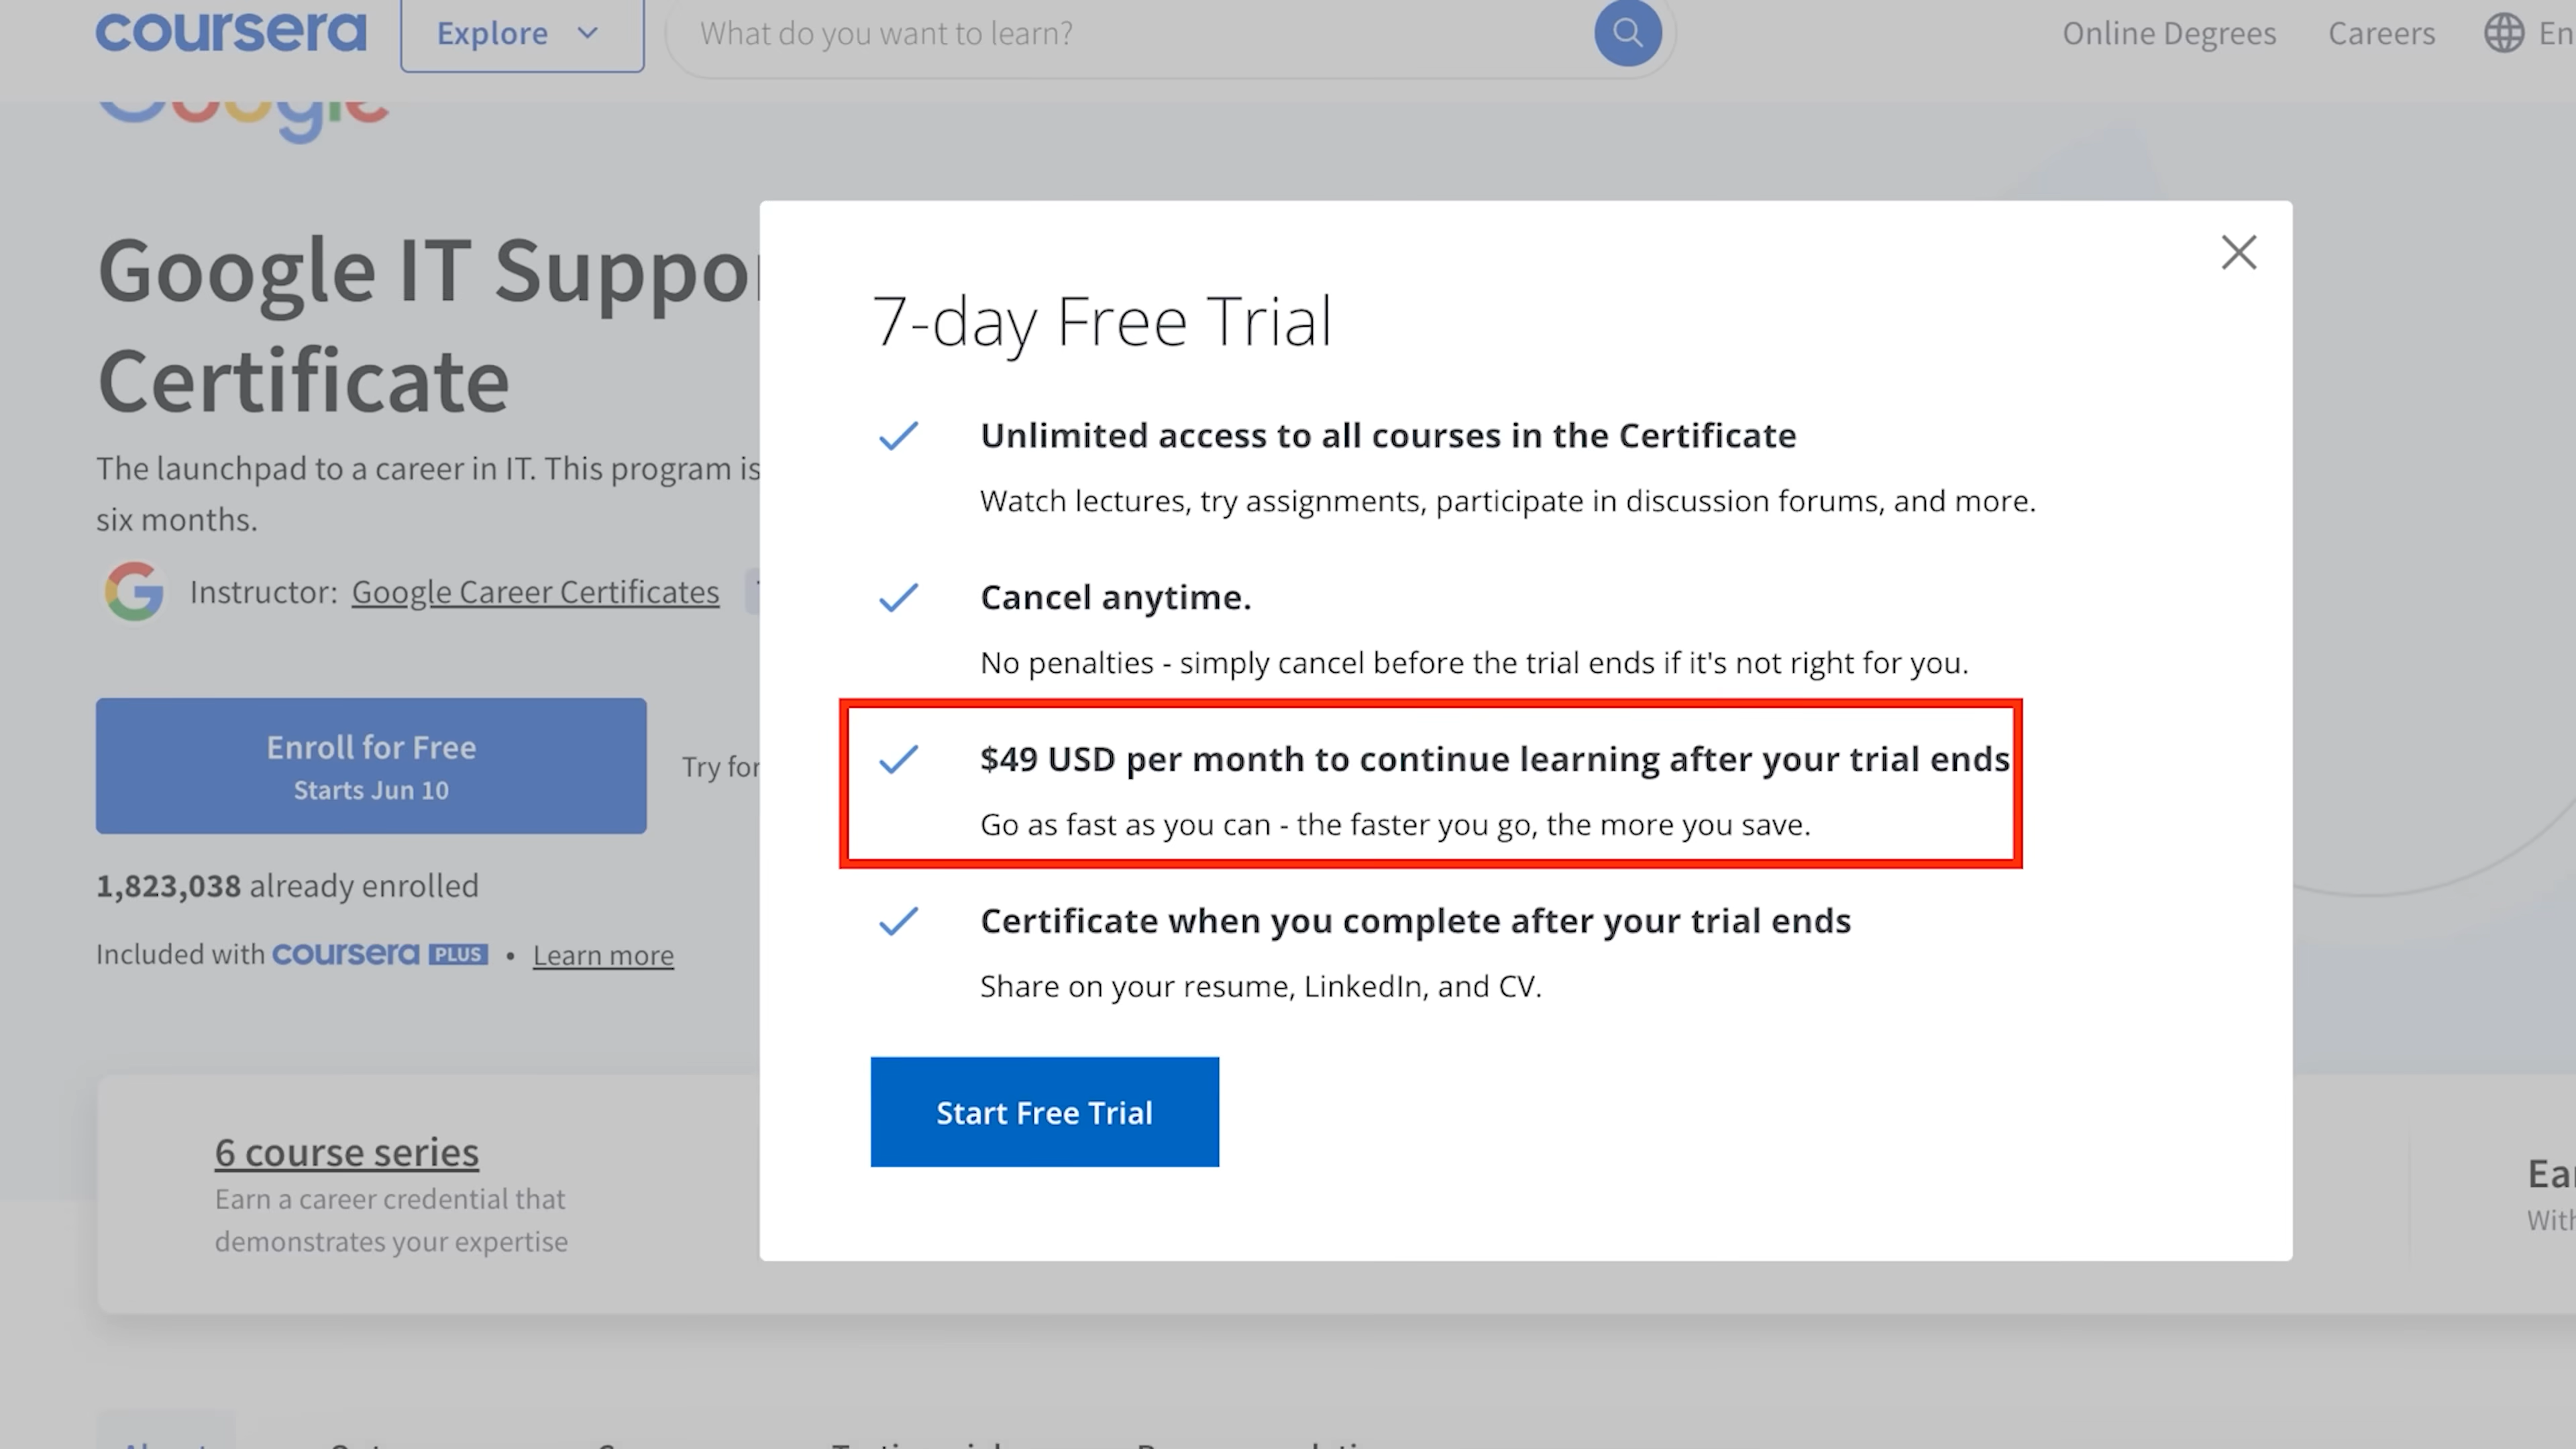 coursera
Explore
What do you want to learn?
Online Degrees
Careers
Google
Google IT
Certificate
The launchpad to a career in IT. This program is
six months.
Instructor: Google Career Certificates
Enroll for Free
Starts Jun 10
Try for
1,823,038 already enrolled
Included with coursera PLUS • Learn more
6 course series
Earn a career credential that
demonstrates your expertise
7-day Free Trial
Unlimited access to all courses in the Certificate
Watch lectures, try assignments, participate in discussion forums, and more.
Cancel anytime.
No penalties - simply cancel before the trial ends if it's not right for you.
$49 USD per month to continue learning after your trial ends
Go as fast as you can - the faster you go, the more you save.
Certificate when you complete after your trial ends
Share on your resume, LinkedIn, and CV.
Start Free Trial